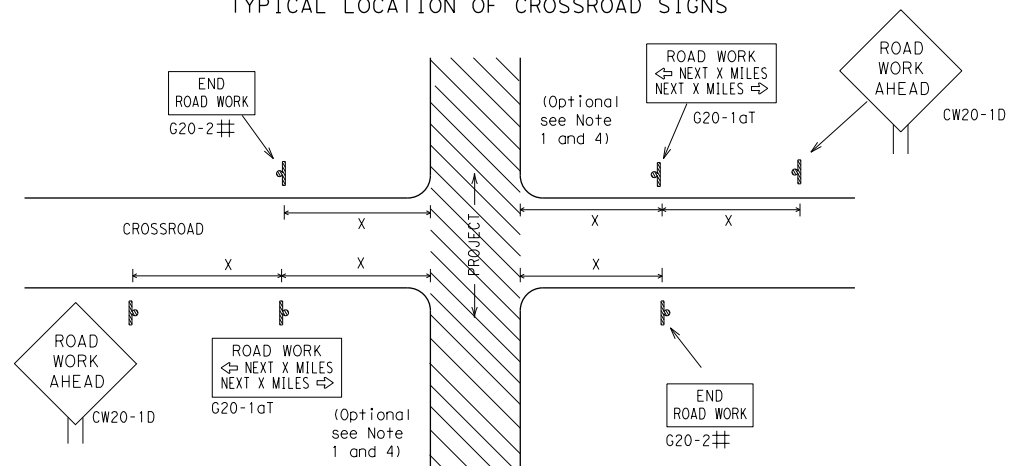 TYPICAL LOCATION OF CROSSROAD SIGNS
END
ROAD WORK
G20-2#
(Optional
see Note
1 and 4)
ROAD WORK
⇦ NEXT X MILES
NEXT X MILES ⇨
G20-1aT
ROAD
WORK
AHEAD
CW20-1D
X
X
X
CROSSROAD
PROJECT
X
X
X
ROAD
WORK
AHEAD
CW20-1D
ROAD WORK
⇦ NEXT X MILES
NEXT X MILES ⇨
G20-1aT
(Optional
see Note
1 and 4)
END
ROAD WORK
G20-2#